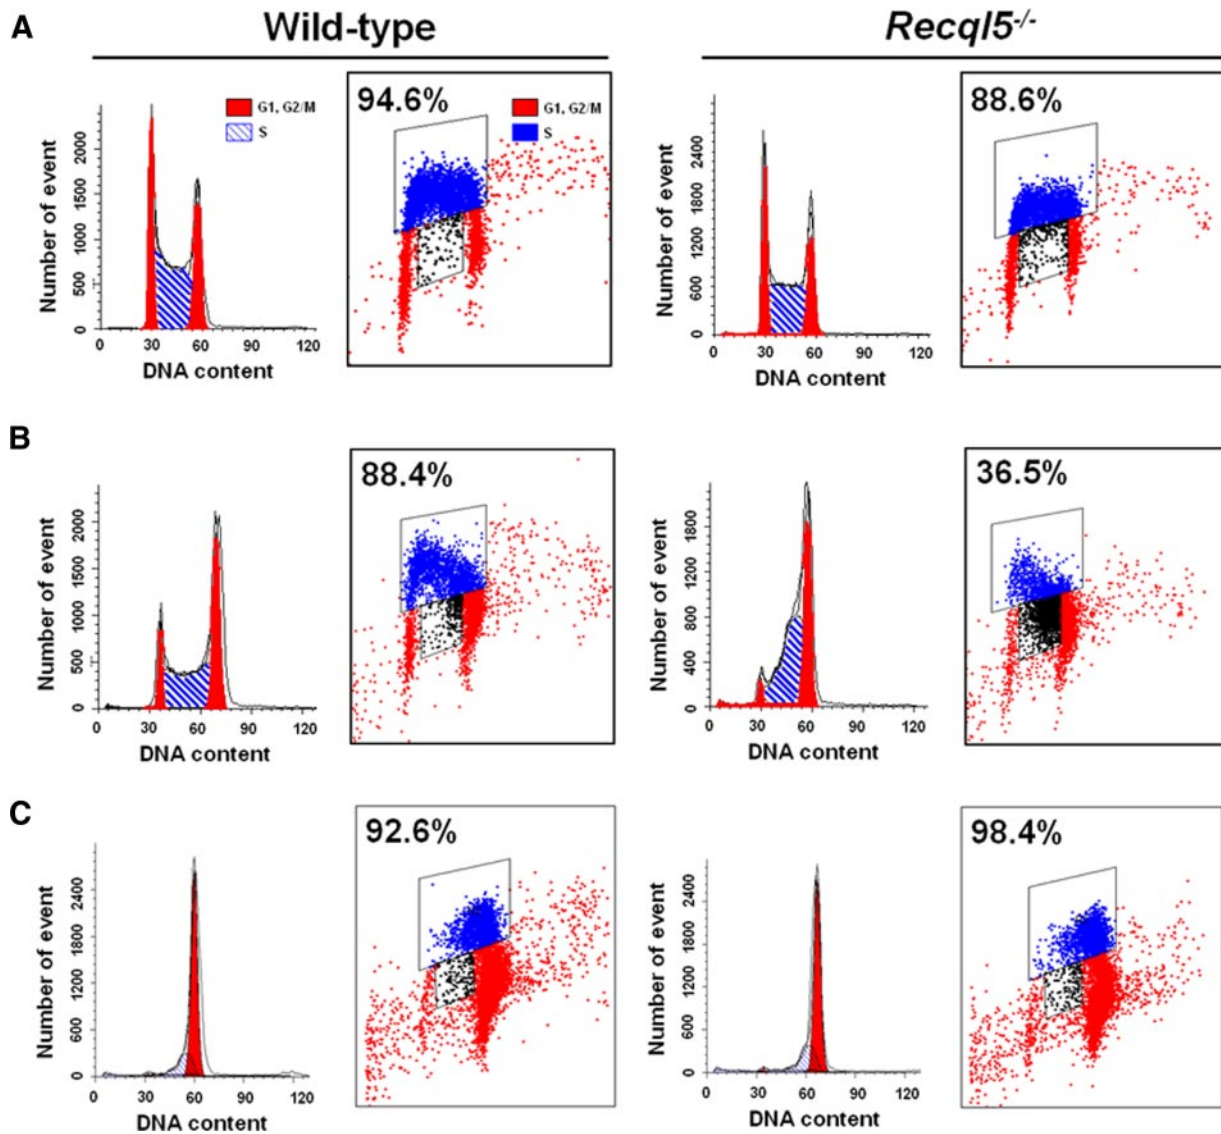 A
Wild-type
Recql5-/-
Number of event
2000
1500
1000
500
0
0 30 60 90 120
DNA content
G1, G2/M
S
94.6%
G1, G2/M
S
Number of event
2400
1800
1200
600
0
0 30 60 90 120
DNA content
88.6%
B
Number of event
2000
1500
1000
500
0
0 30 60 90 120
DNA content
88.4%
Number of event
1800
1200
800
400
0
0 30 60 90 120
DNA content
36.5%
C
Number of event
2400
1800
1200
600
0
0 30 60 90 120
DNA content
92.6%
Number of event
2400
1800
1200
600
0
0 30 60 90 120
DNA content
98.4%